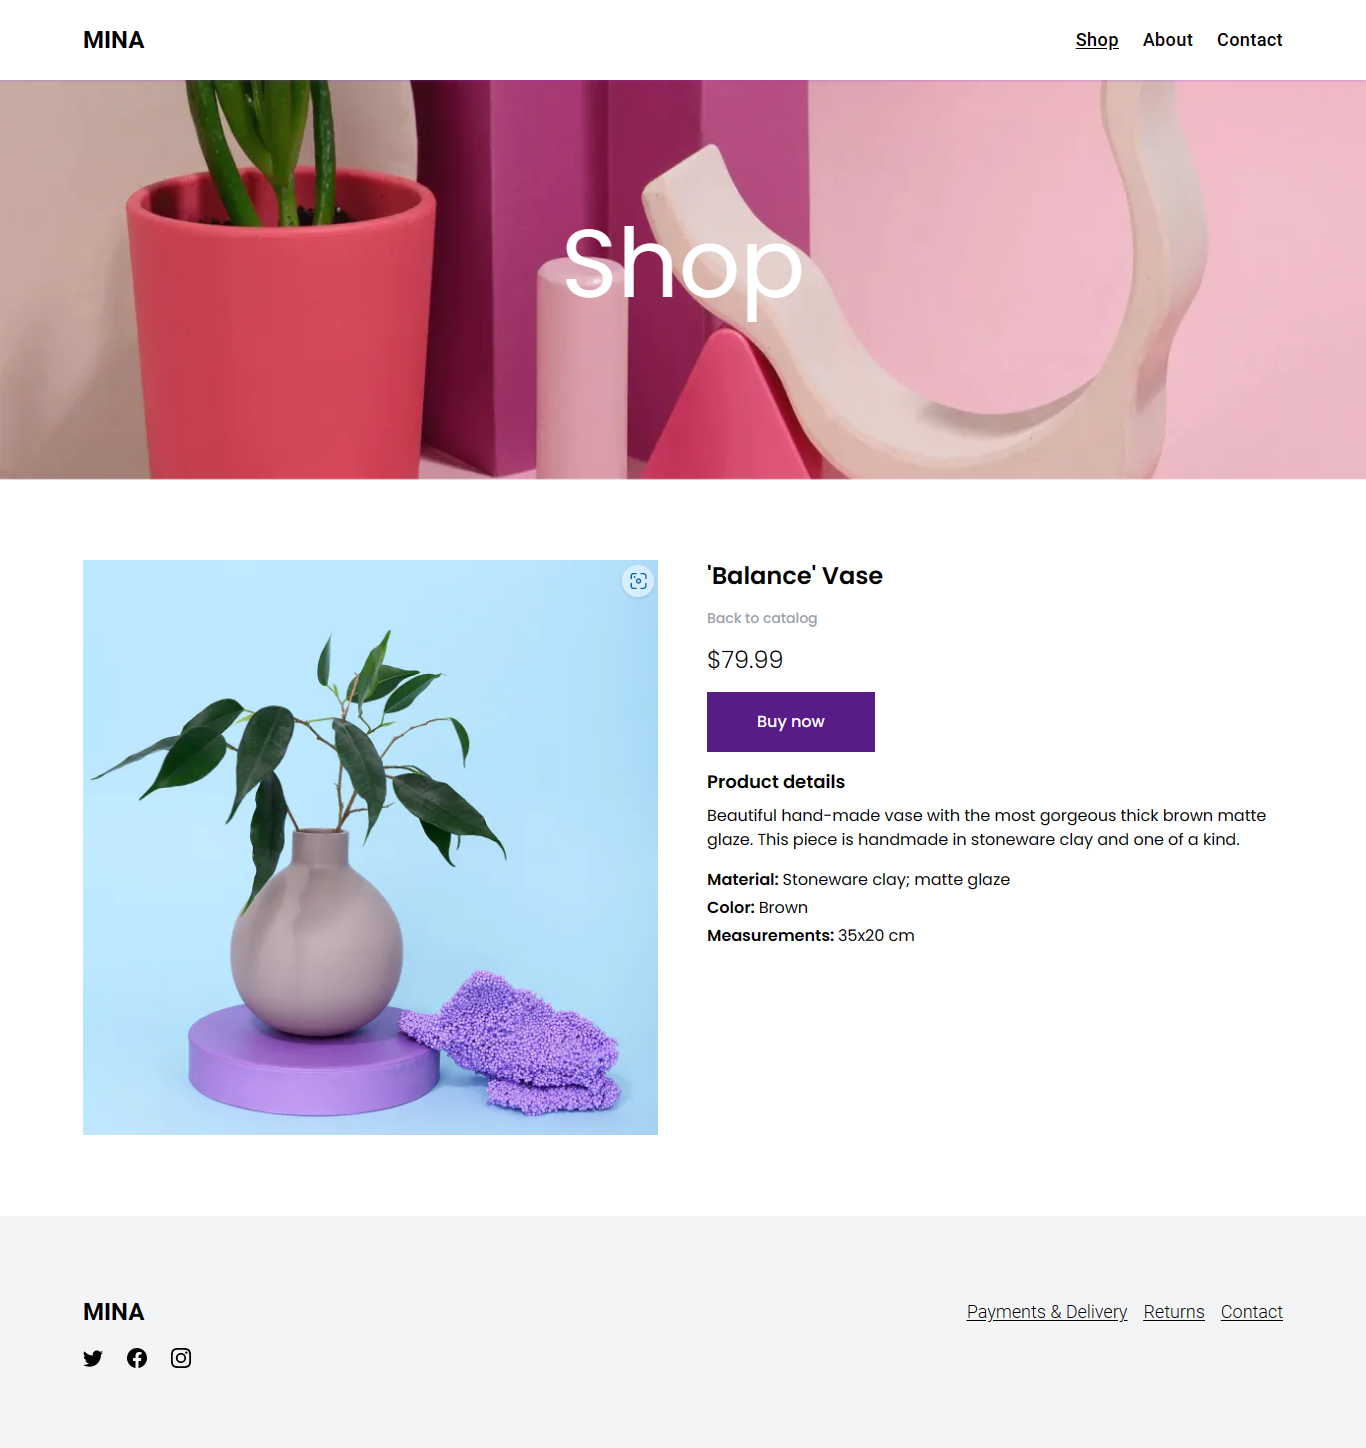 MINA
Shop About Contact
Shop
'Balance' Vase
Back to catalog
$79.99
Buy now
Product details
Beautiful hand-made vase with the most gorgeous thick brown matte
glaze. This piece is handmade in stoneware clay and one of a kind.
Material: Stoneware clay; matte glaze
Color: Brown
Measurements: 35x20 cm
MINA
Payments & Delivery Returns Contact